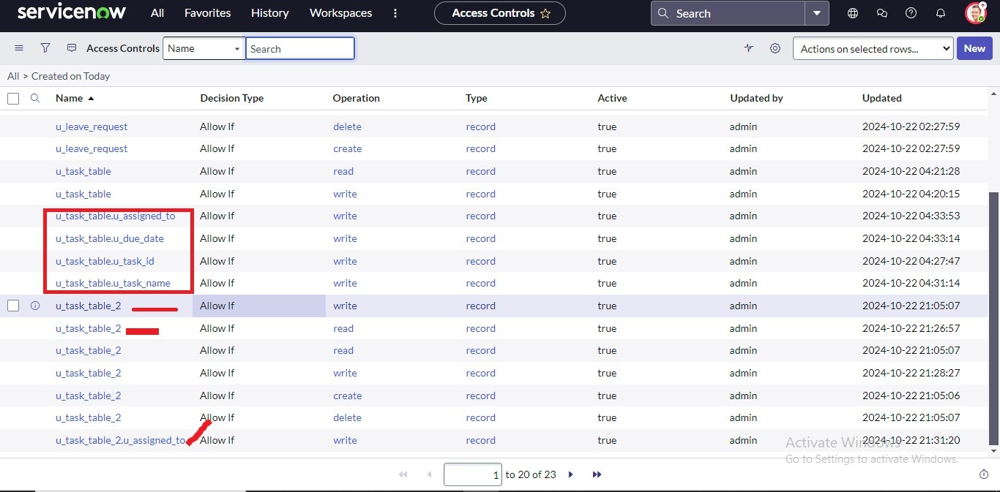 servicenow All Favorites History Workspaces Access Controls Search
Access Controls Name Search Actions on selected rows... New
All > Created on Today
Name Decision Type Operation Type Active Updated by Updated
u_leave_request Allow If delete record true admin 2024-10-22 02:27:59
u_leave_request Allow If create record true admin 2024-10-22 02:27:59
u_task_table Allow If read record true admin 2024-10-22 04:21:28
u_task_table Allow If write record true admin 2024-10-22 04:20:15
u_task_table.u_assigned_to Allow If write record true admin 2024-10-22 04:33:53
u_task_table.u_due_date Allow If write record true admin 2024-10-22 04:33:14
u_task_table.u_task_id Allow If write record true admin 2024-10-22 04:27:47
u_task_table.u_task_name Allow If write record true admin 2024-10-22 04:31:14
u_task_table_2 Allow If write record true admin 2024-10-22 21:05:07
u_task_table_2 Allow If read record true admin 2024-10-22 21:26:57
u_task_table_2 Allow If read record true admin 2024-10-22 21:05:07
u_task_table_2 Allow If write record true admin 2024-10-22 21:28:27
u_task_table_2 Allow If create record true admin 2024-10-22 21:05:06
u_task_table_2 Allow If delete record true admin 2024-10-22 21:05:07
u_task_table_2.u_assigned_to Allow If write record true admin 2024-10-22 21:31:20
Activate Windows
Go to Settings to activate Windows.
1 to 20 of 23